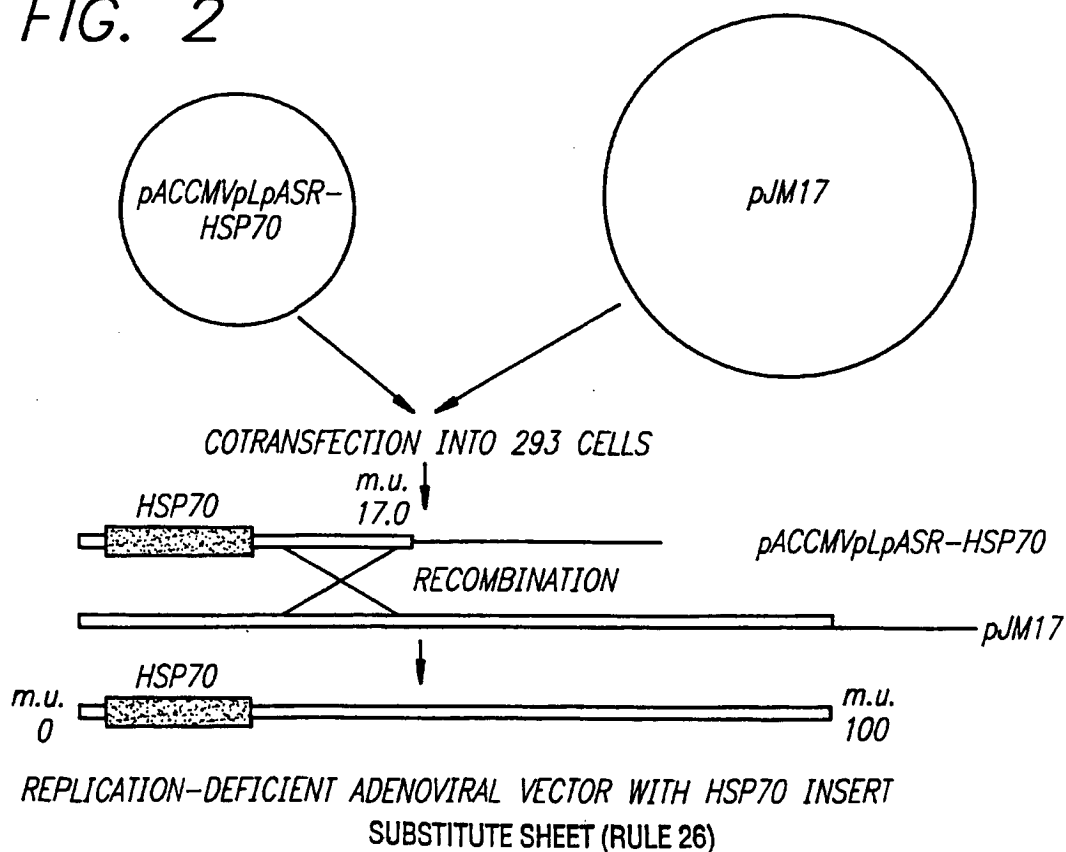 FIG. 2
pACCMVpLpASR-
HSP70
pJM17
COTRANSFECTION INTO 293 CELLS
m.u.
17.0
HSP70
pACCMVpLpASR-HSP70
RECOMBINATION
pJM17
HSP70
m.u.
0
m.u.
100
REPLICATION-DEFICIENT ADENOVIRAL VECTOR WITH HSP70 INSERT
SUBSTITUTE SHEET (RULE 26)